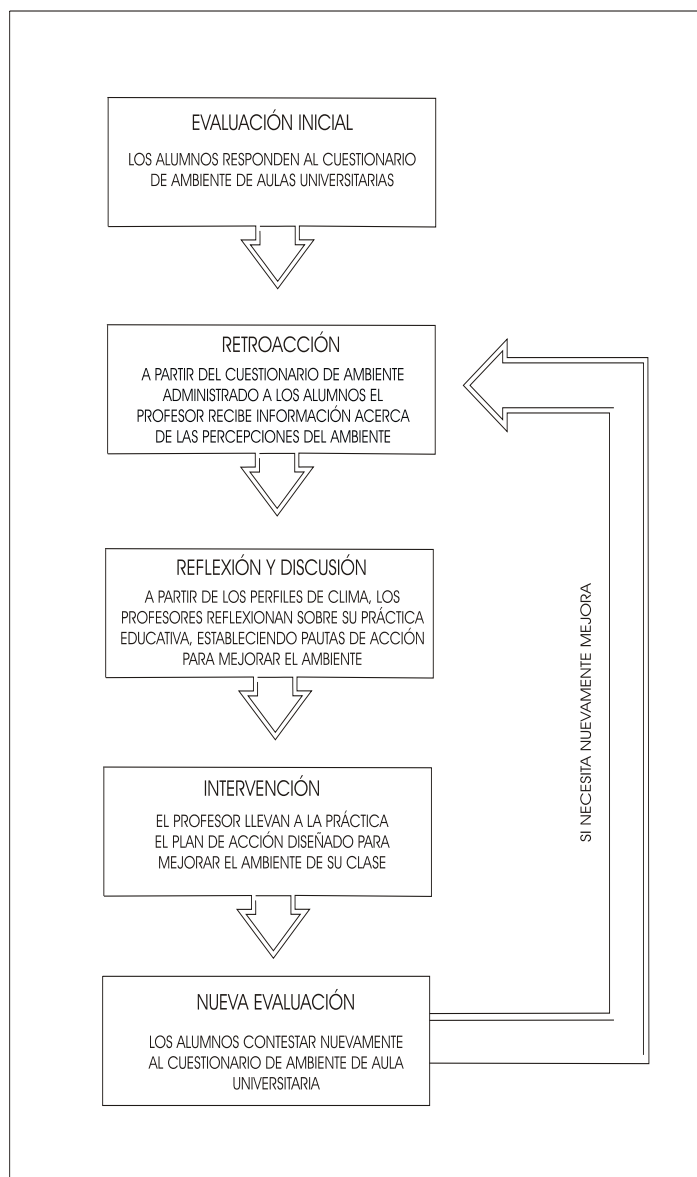 EVALUACIÓN INICIAL
LOS ALUMNOS RESPONDEN AL CUESTIONARIO
DE AMBIENTE DE AULAS UNIVERSITARIAS
RETROACCIÓN
A PARTIR DEL CUESTIONARIO DE AMBIENTE
ADMINISTRADO A LOS ALUMNOS EL
PROFESOR RECIBE INFORMACIÓN ACERCA
DE LAS PERCEPCIONES DEL AMBIENTE
REFLEXIÓN Y DISCUSIÓN
A PARTIR DE LOS PERFILES DE CLIMA, LOS
PROFESORES REFLEXIONAN SOBRE SU PRÁCTICA
EDUCATIVA, ESTABLECIENDO PAUTAS DE ACCIÓN
PARA MEJORAR EL AMBIENTE
INTERVENCIÓN
EL PROFESOR LLEVAN A LA PRÁCTICA
EL PLAN DE ACCIÓN DISEÑADO PARA
MEJORAR EL AMBIENTE DE SU CLASE
NUEVA EVALUACIÓN
LOS ALUMNOS CONTESTAR NUEVAMENTE
AL CUESTIONARIO DE AMBIENTE DE AULA
UNIVERSITARIA
SI NECESITA NUEVAMENTE MEJORA